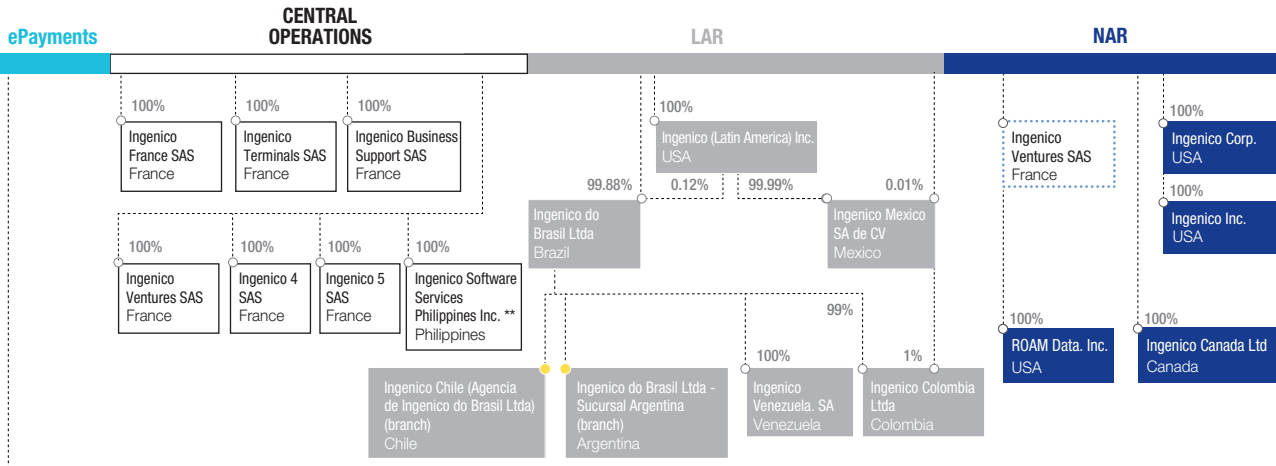 ePayments
CENTRAL
OPERATIONS
LAR
NAR
100%
Ingenico
France SAS
France
100%
Ingenico
Terminals SAS
France
100%
Ingenico Business
Support SAS
France
100%
Ingenico
Ventures SAS
France
100%
Ingenico 4
SAS
France
100%
Ingenico 5
SAS
France
100%
Ingenico Software
Services
Philippines Inc. **
Philippines
100%
Ingenico (Latin America) Inc.
USA
99.88%
0.12%
99.99%
0.01%
Ingenico do
Brasil Ltda
Brazil
Ingenico Mexico
SA de CV
Mexico
Ingenico Chile (Agencia
de Ingenico do Brasil Ltda)
(branch)
Chile
Ingenico do Brasil Ltda -
Sucursal Argentina
(branch)
Argentina
100%
Ingenico
Venezuela. SA
Venezuela
99%
1%
Ingenico Colombia
Ltda
Colombia
Ingenico
Ventures SAS
France
100%
ROAM Data. Inc.
USA
100%
Ingenico Corp.
USA
100%
Ingenico Inc.
USA
100%
Ingenico Canada Ltd
Canada